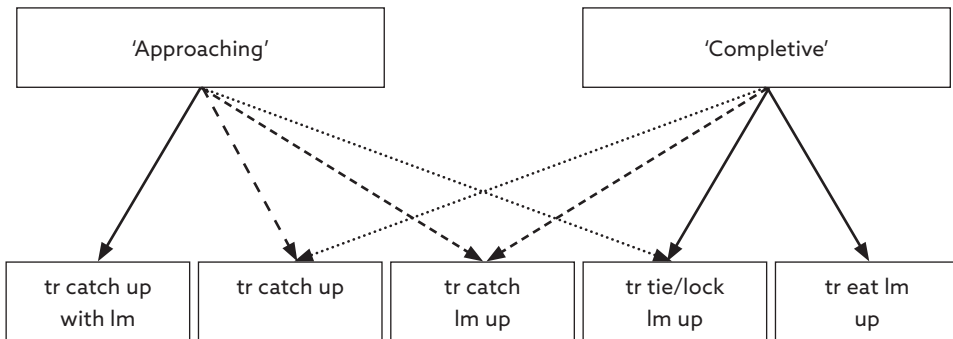 ‘Approaching’
‘Completive’
tr catch up
with lm
tr catch up
tr catch
lm up
tr tie/lock
lm up
tr eat lm
up